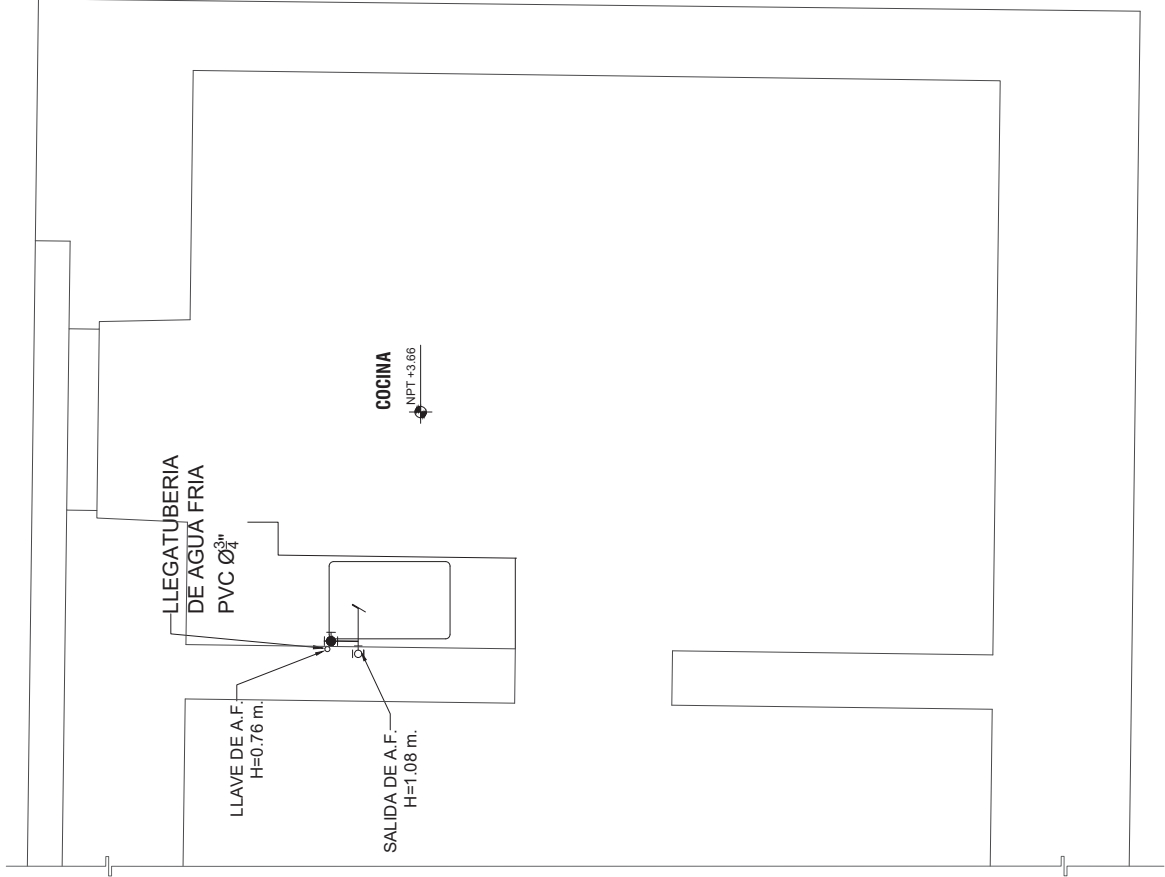 LLEGATUBERIA
DE AGUA FRIA
PVC Ø3/4"
COCINA
NPT +3.66
LLAVE DE A.F.
H=0.76 m.
SALIDA DE A.F.
H=1.08 m.